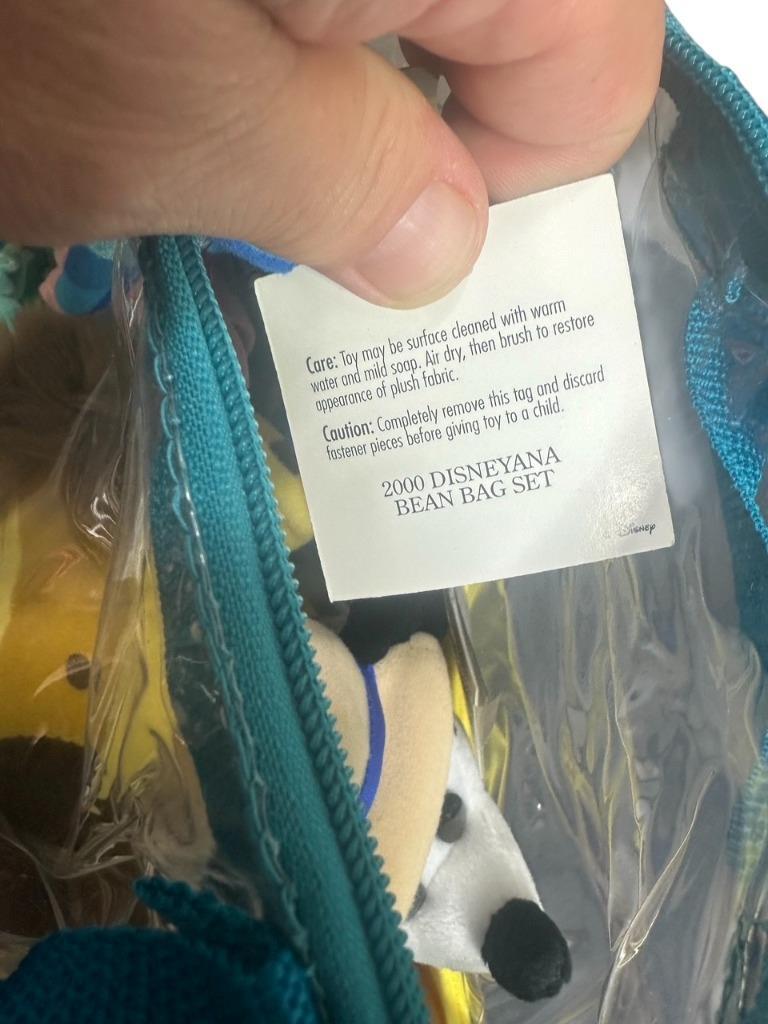 Care: Toy may be surface cleaned with warm
water and mild soap. Air dry, then brush to restore
appearance of plush fabric.
Caution: Completely remove this tag and discard
fastener pieces before giving toy to a child.
2000 DISNEYANA
BEAN BAG SET
© DISNEY